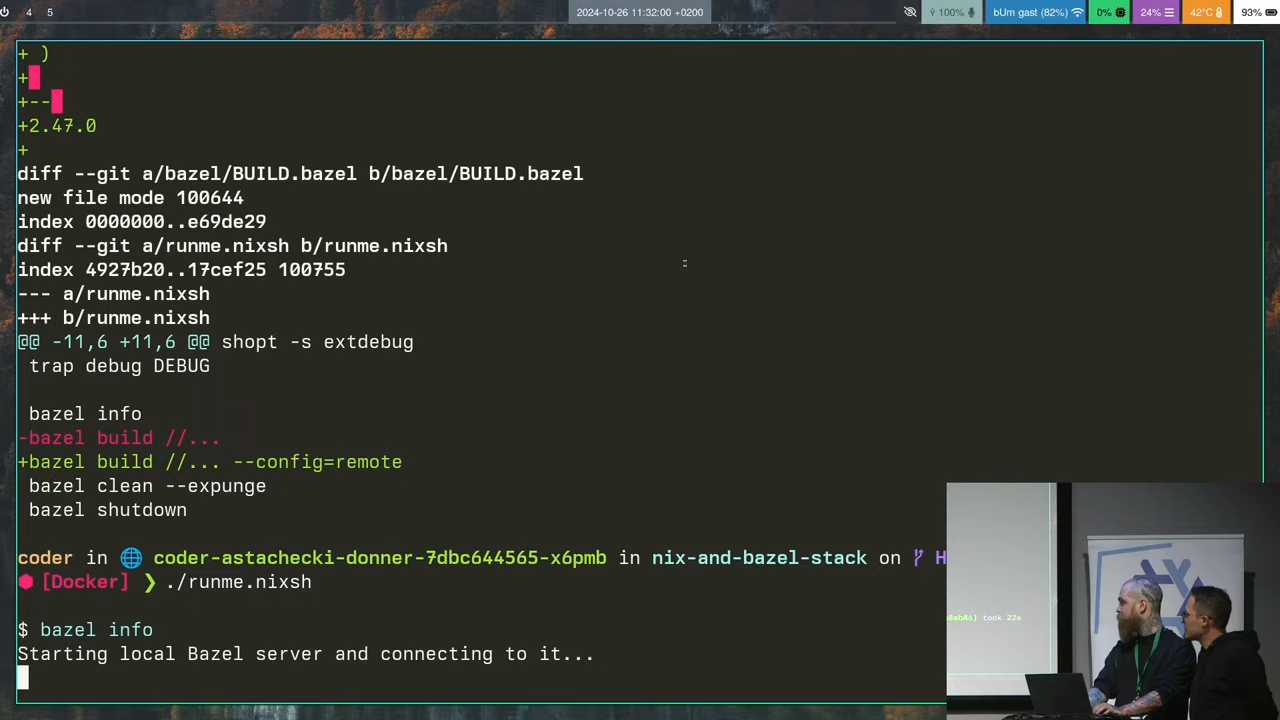 4 5
2024-10-26 11:32:00 +0200
100%
bUm gast (82%)
0%
24%
42°C
93%
+ )
+
+--
+2.47.0
+
diff --git a/bazel/BUILD.bazel b/bazel/BUILD.bazel
new file mode 100644
index 0000000..e69de29
diff --git a/runme.nixsh b/runme.nixsh
index 4927b20..17cef25 100755
--- a/runme.nixsh
+++ b/runme.nixsh
@@ -11,6 +11,6 @@ shopt -s extdebug
 trap debug DEBUG
 bazel info
-bazel build //...
+bazel build //... --config=remote
 bazel clean --expunge
 bazel shutdown
coder in 🌐 coder-astachecki-donner-7dbc644565-x6pmb in nix-and-bazel-stack on H
[Docker] ❯ ./runme.nixsh
$ bazel info
Starting local Bazel server and connecting to it...
took 22s